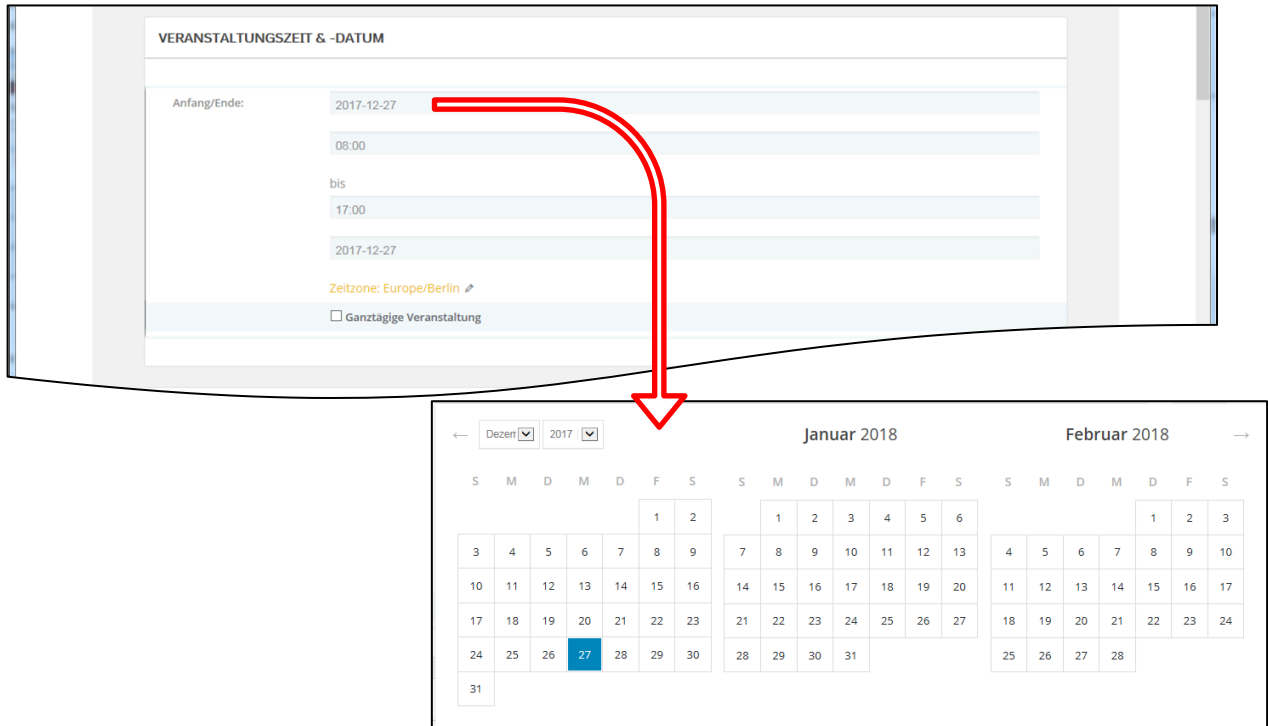 VERANSTALTUNGSZEIT & -DATUM
Anfang/Ende:
2017-12-27
08:00
bis
17:00
2017-12-27
Zeitzone: Europe/Berlin
Ganztägige Veranstaltung
← Dezem 2017 Januar 2018 Februar 2018 →
S M D M D F S S M D M D F S S M D M D F S
1 2 1 2 3 4 5 6 1 2 3
3 4 5 6 7 8 9 7 8 9 10 11 12 13 4 5 6 7 8 9 10
10 11 12 13 14 15 16 14 15 16 17 18 19 20 11 12 13 14 15 16 17
17 18 19 20 21 22 23 21 22 23 24 25 26 27 18 19 20 21 22 23 24
24 25 26 27 28 29 30 28 29 30 31 25 26 27 28
31